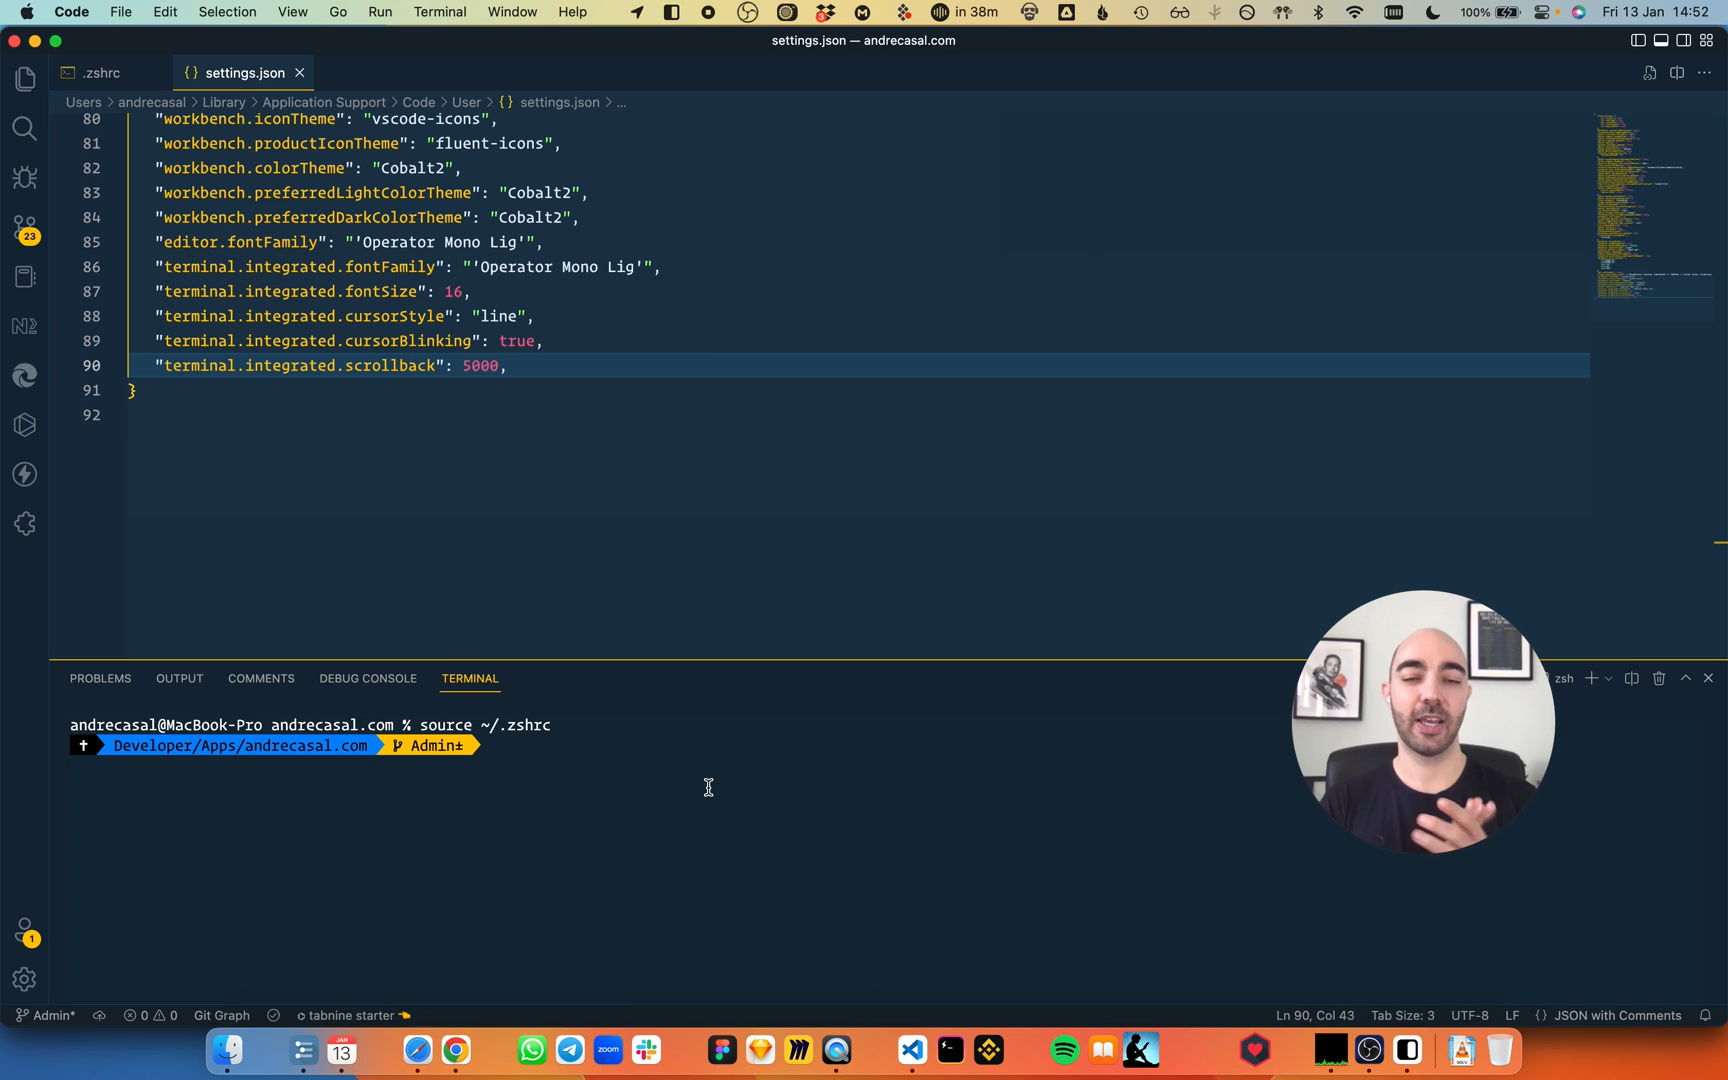 Code File Edit Selection View Go Run Terminal Window Help
3
in 38m
100%
Fri 13 Jan 14:52
settings.json — andrecasal.com
.zshrc
{} settings.json
Users > andrecasal > Library > Application Support > Code > User > {} settings.json > ...
80 "workbench.iconTheme": "vscode-icons",
81 "workbench.productIconTheme": "fluent-icons",
82 "workbench.colorTheme": "Cobalt2",
83 "workbench.preferredLightColorTheme": "Cobalt2",
84 "workbench.preferredDarkColorTheme": "Cobalt2",
85 "editor.fontFamily": "'Operator Mono Lig'",
86 "terminal.integrated.fontFamily": "'Operator Mono Lig'",
87 "terminal.integrated.fontSize": 16,
88 "terminal.integrated.cursorStyle": "line",
89 "terminal.integrated.cursorBlinking": true,
90 "terminal.integrated.scrollback": 5000,
91 }
92
23
PROBLEMS OUTPUT COMMENTS DEBUG CONSOLE TERMINAL
zsh
andrecasal@MacBook-Pro andrecasal.com % source ~/.zshrc
Developer/Apps/andrecasal.com Admin±
1
Admin* 0 0 Git Graph tabnine starter
Ln 90, Col 43 Tab Size: 3 UTF-8 LF {} JSON with Comments
JAN
13
zoom